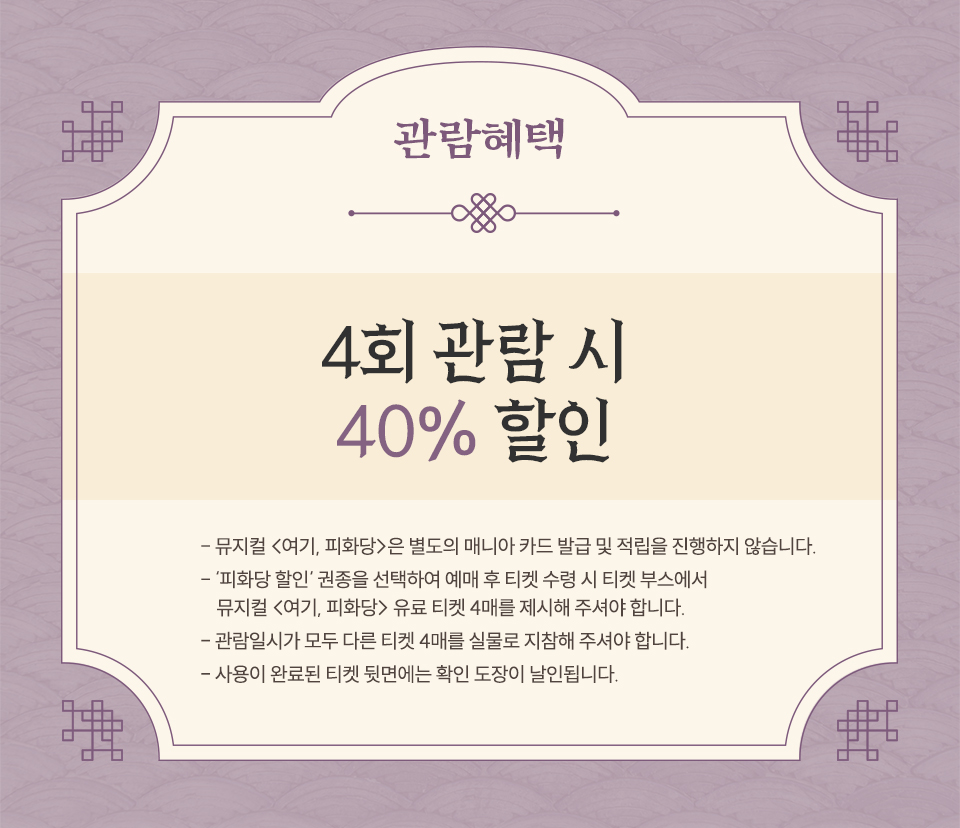 관람혜택
4회 관람 시
40% 할인
- 뮤지컬 <여기, 피화당>은 별도의 매니아 카드 발급 및 적립을 진행하지 않습니다.
- ‘피화당 할인’ 권종을 선택하여 예매 후 티켓 수령 시 티켓 부스에서
뮤지컬 <여기, 피화당> 유료 티켓 4매를 제시해 주셔야 합니다.
- 관람일시가 모두 다른 티켓 4매를 실물로 지참해 주셔야 합니다.
- 사용이 완료된 티켓 뒷면에는 확인 도장이 날인됩니다.